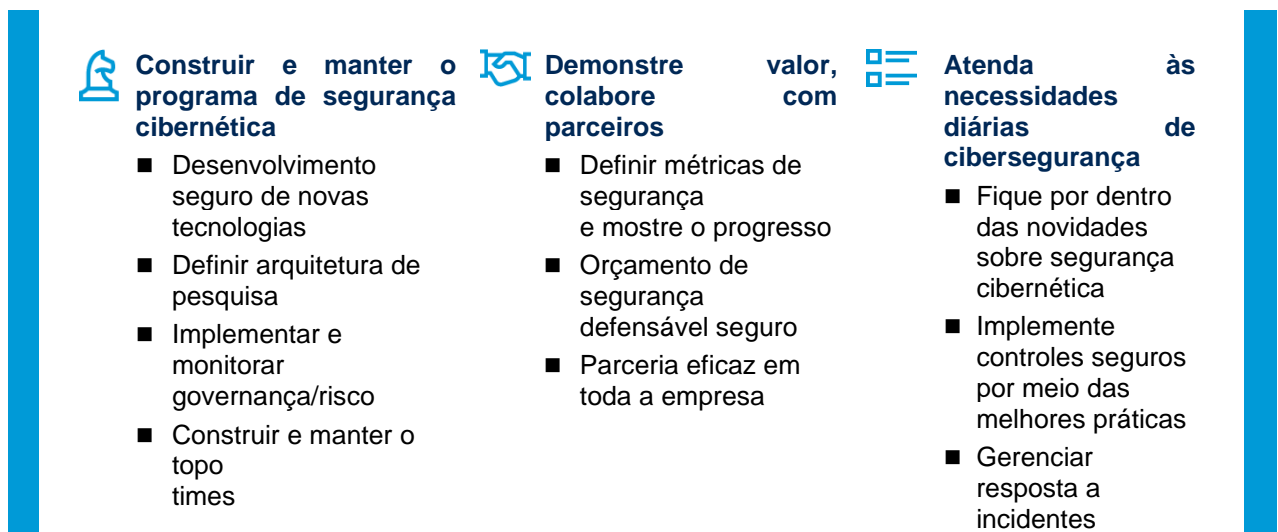 Construir e manter o
programa de segurança
cibernética
■ Desenvolvimento
seguro de novas
tecnologias
■ Definir arquitetura de
pesquisa
■ Implementar e
monitorar
governança/risco
■ Construir e manter o
topo
times
Demonstre valor,
colabore com
parceiros
■ Definir métricas de
segurança
e mostre o progresso
■ Orçamento de
segurança
defensável seguro
■ Parceria eficaz em
toda a empresa
Atenda às
necessidades
diárias de
cibersegurança
■ Fique por dentro
das novidades
sobre segurança
cibernética
■ Implemente
controles seguros
por meio das
melhores práticas
■ Gerenciar
resposta a
incidentes